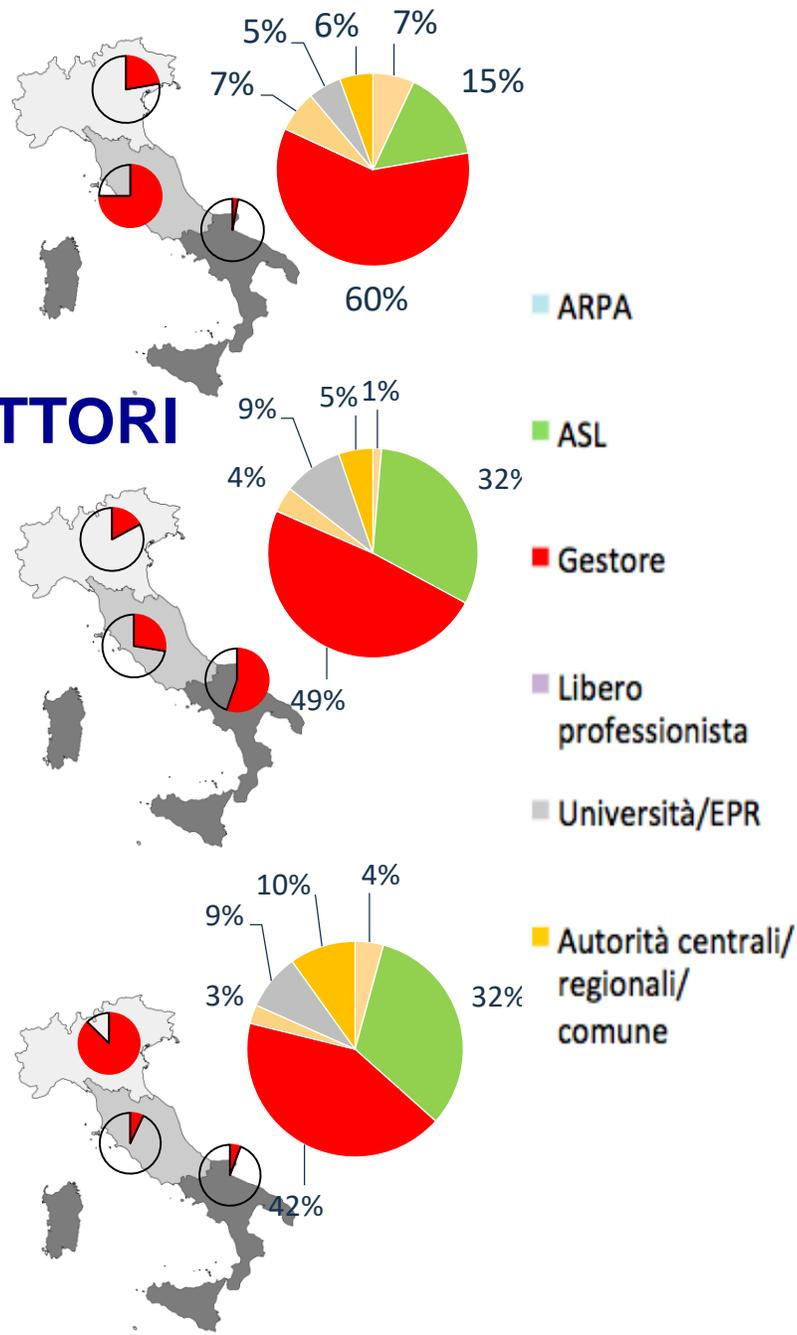 5% 6% 7%
7% 15%
60%
ARPA
TTORI
9% 5% 1%
4% 32%
ASL
Gestore
49%
Libero
professionista
Università/EPR
10% 4%
9%
3% 32%
Autorità centrali/
regionali/
comune
42%